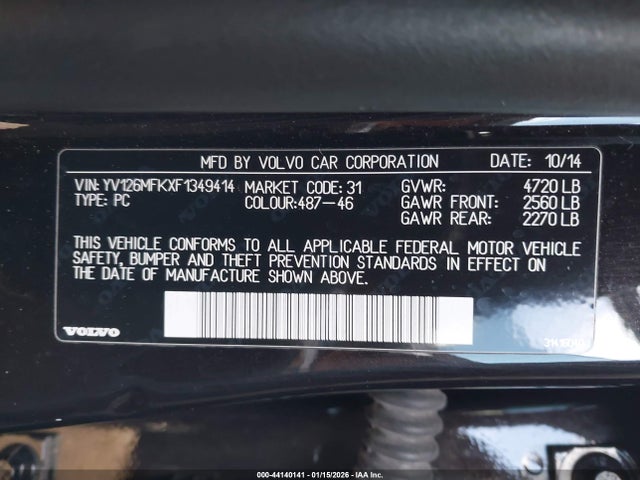 MFD BY VOLVO CAR CORPORATION DATE: 10/14
VIN: YV126MFKXF1349414 MARKET CODE: 31 GVWR: 4720 LB
TYPE: PC COLOUR:487-46 GAWR FRONT: 2560 LB
GAWR REAR: 2270 LB
THIS VEHICLE CONFORMS TO ALL APPLICABLE FEDERAL MOTOR VEHICLE
SAFETY, BUMPER AND THEFT PREVENTION STANDARDS IN EFFECT ON
THE DATE OF MANUFACTURE SHOWN ABOVE.
VOLVO
000-44140141 - 01/15/2026 - IAA Inc.